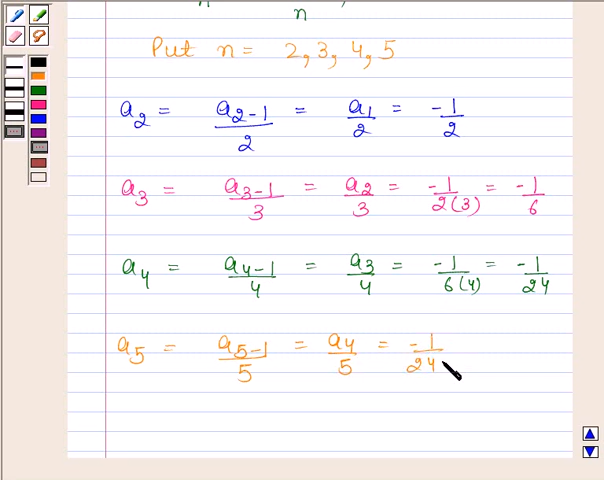 n
Put n = 2, 3, 4, 5
a₂ = a₂₋₁/2 = a₁/2 = -1/2
a₃ = a₃₋₁/3 = a₂/3 = -1/2(3) = -1/6
a₄ = a₄₋₁/4 = a₃/4 = -1/6(4) = -1/24
a₅ = a₅₋₁/5 = a₄/5 = -1/24